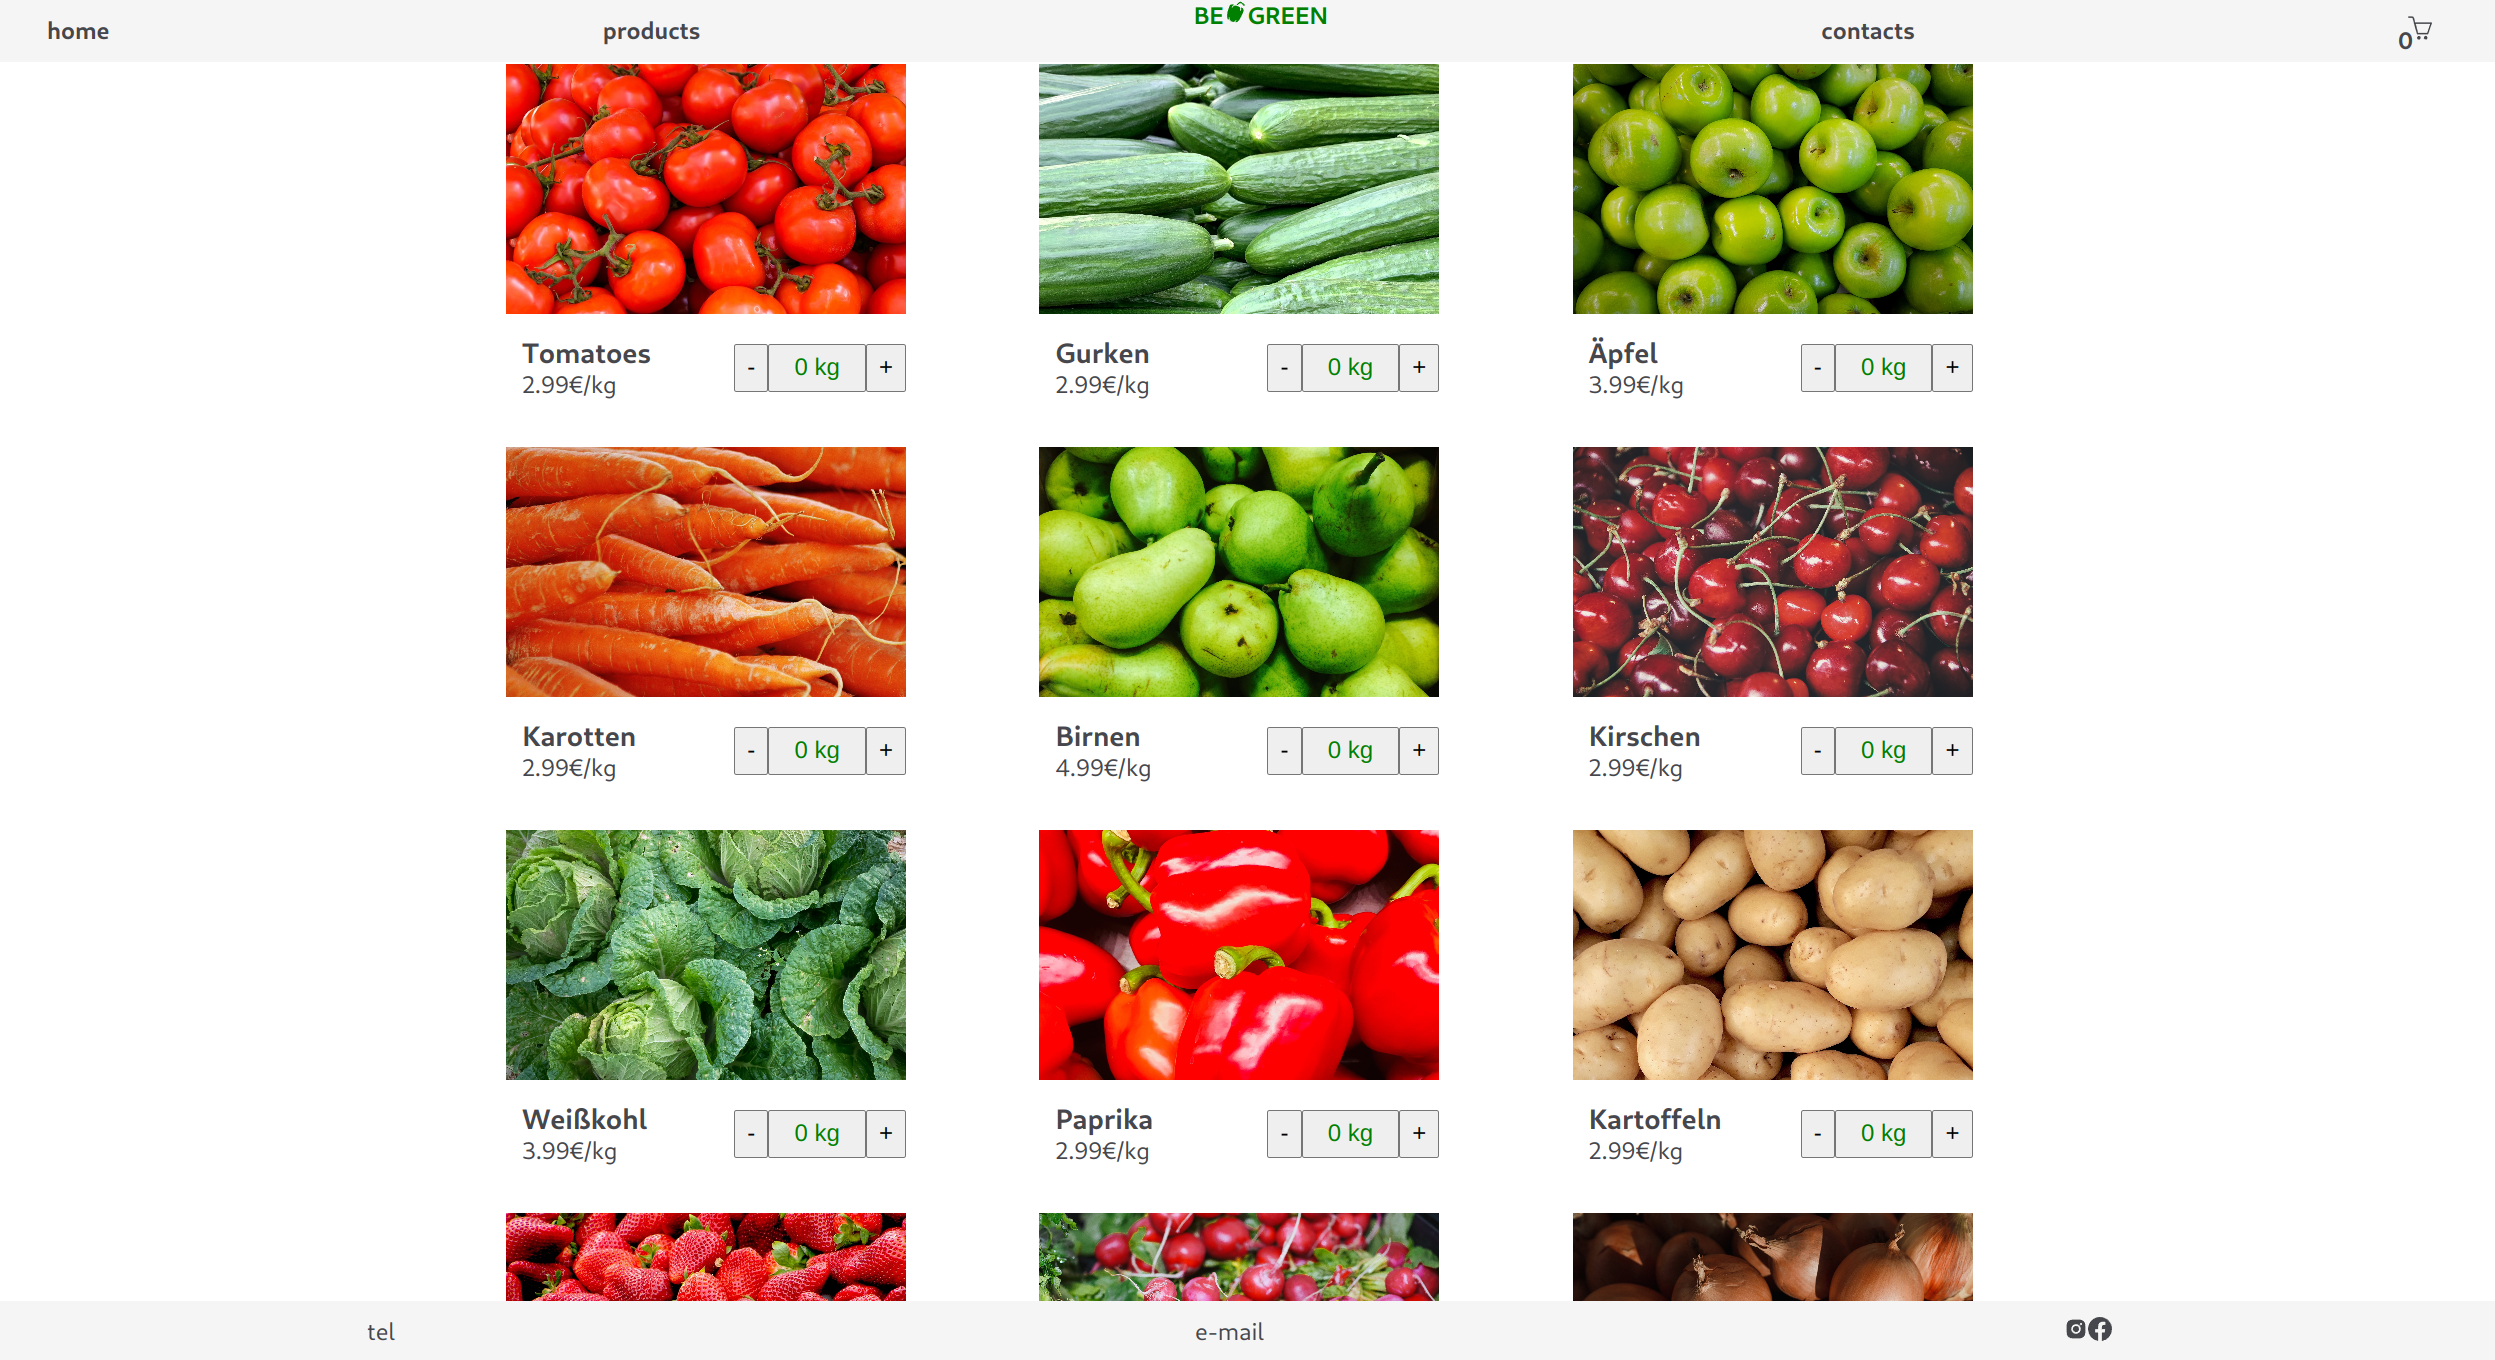 home
products
BE GREEN
contacts
0
Tomatoes
2.99€/kg
- 0 kg +
Gurken
2.99€/kg
- 0 kg +
Äpfel
3.99€/kg
- 0 kg +
Karotten
2.99€/kg
- 0 kg +
Birnen
4.99€/kg
- 0 kg +
Kirschen
2.99€/kg
- 0 kg +
Weißkohl
3.99€/kg
- 0 kg +
Paprika
2.99€/kg
- 0 kg +
Kartoffeln
2.99€/kg
- 0 kg +
tel
e-mail